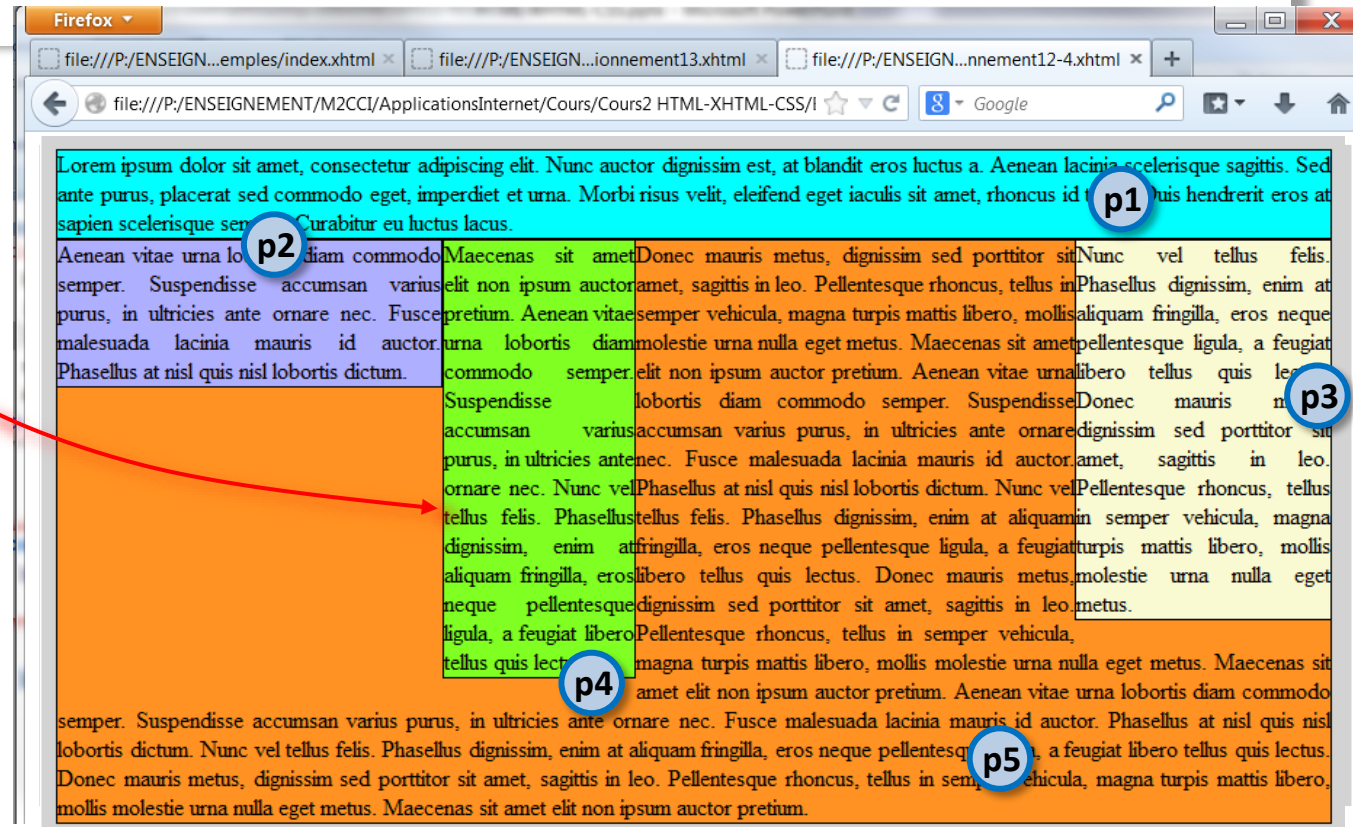 Firefox
file:///P:/ENSEIGN...emples/index.xhtml
file:///P:/ENSEIGN...ionnement13.xhtml
file:///P:/ENSEIGN...nnement12-4.xhtml
file:///P:/ENSEIGNEMENT/M2CCI/ApplicationsInternet/Cours/Cours2 HTML-XHTML-CSS/
8
Google
Lorem ipsum dolor sit amet, consectetur adipiscing elit. Nunc auctor dignissim est, at blandit eros luctus a. Aenean lacinia scelerisque sagittis. Sed
ante purus, placerat sed commodo eget, imperdiet et urna. Morbi risus velit, eleifend eget iaculis sit amet, rhoncus id hendrerit eros at
sapien scelerisque Curabitur eu luctus lacus.
p1
p2
Aenean vitae urna diam commodo
semper. Suspendisse accumsan varius
purus, in ultricies ante ornare nec. Fusce
malesuada lacinia mauris id auctor.
Phasellus at nisl quis nisl lobortis dictum.
Maecenas sit amet
elit non ipsum auctor
pretium. Aenean vitae
urna lobortis diam
commodo semper.
Suspendisse
accumsan varius
purus, in ultricies ante
ornare nec. Nunc vel
tellus felis. Phasellus
dignissim, enim at
aliquam fringilla, eros
neque pellentesque
ligula, a feugiat libero
tellus quis
p4
Donec mauris metus, dignissim sed porttitor sit
amet, sagittis in leo. Pellentesque rhoncus, tellus in
semper vehicula, magna turpis mattis libero, mollis
molestie urna nulla eget metus. Maecenas sit amet
elit non ipsum auctor pretium. Aenean vitae urna
lobortis diam commodo semper. Suspendisse
accumsan varius purus, in ultricies ante ornare
nec. Fusce malesuada lacinia mauris id auctor.
Phasellus at nisl quis nisl lobortis dictum. Nunc vel
tellus felis. Phasellus dignissim, enim at aliquam
fringilla, eros neque pellentesque ligula, a feugiat
libero tellus quis lectus. Donec mauris metus,
dignissim sed porttitor sit amet, sagittis in leo.
Pellentesque rhoncus, tellus in semper vehicula,
magna turpis mattis libero, mollis molestie urna nulla eget metus. Maecenas sit
amet elit non ipsum auctor pretium. Aenean vitae urna lobortis diam commodo
semper. Suspendisse accumsan varius purus, in ultricies ante ornare nec. Fusce malesuada lacinia mauris id auctor. Phasellus at nisl quis nisl
lobortis dictum. Nunc vel tellus felis. Phasellus dignissim, enim at aliquam fringilla, eros neque a feugiat libero tellus quis lectus.
Donec mauris metus, dignissim sed porttitor sit amet, sagittis in leo. Pellentesque rhoncus, tellus in vehicula, magna turpis mattis libero,
mollis molestie urna nulla eget metus. Maecenas sit amet elit non ipsum auctor pretium.
p5
Nunc vel tellus felis.
Phasellus dignissim, enim at
aliquam fringilla, eros neque
pellentesque ligula, a feugiat
libero tellus quis
Donec mauris
dignissim sed porttitor sit
amet, sagittis in leo.
Pellentesque rhoncus, tellus
in semper vehicula, magna
turpis mattis libero, mollis
molestie urna nulla eget
metus.
p3